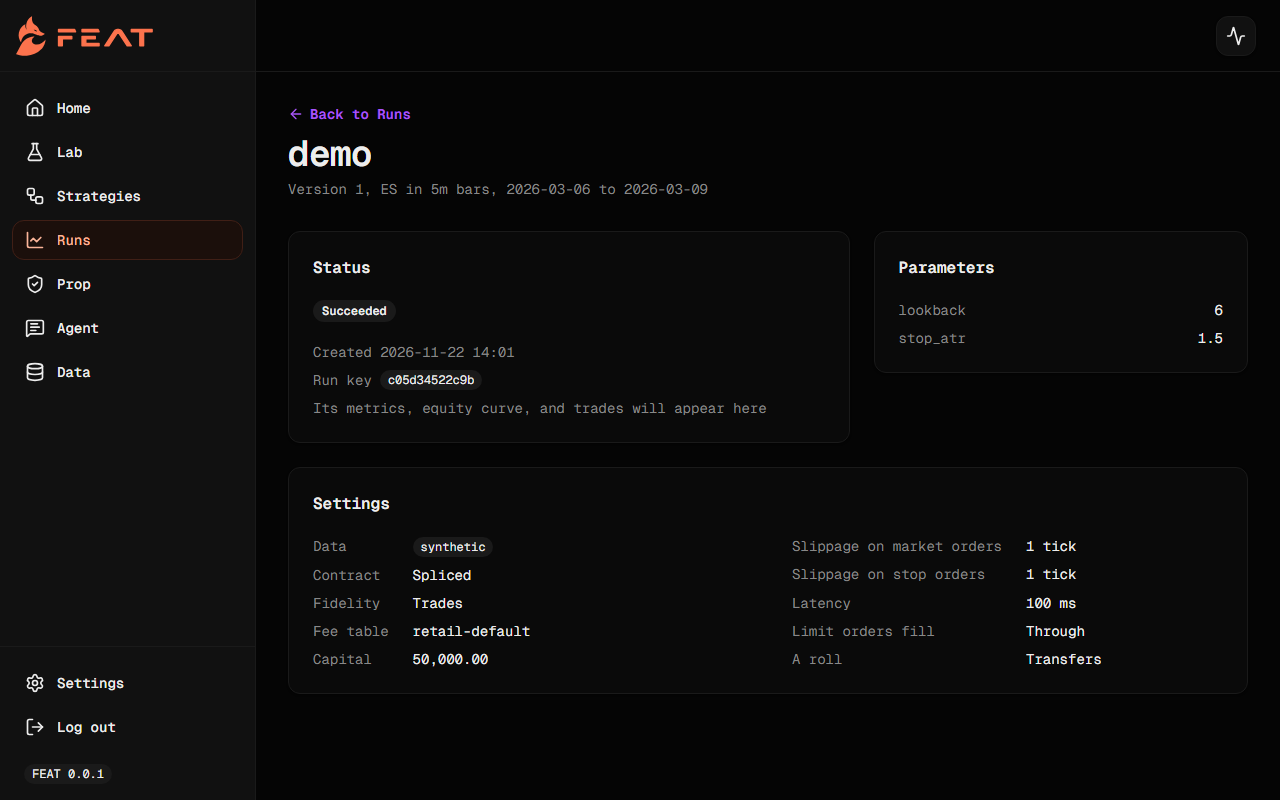 FEAT
Home
Lab
Strategies
Runs
Prop
Agent
Data
Settings
Log out
FEAT 0.0.1
← Back to Runs
demo
Version 1, ES in 5m bars, 2026-03-06 to 2026-03-09
Status
Succeeded
Created 2026-11-22 14:01
Run key c05d34522c9b
Its metrics, equity curve, and trades will appear here
Parameters
lookback 6
stop_atr 1.5
Settings
Data synthetic
Contract Spliced
Fidelity Trades
Fee table retail-default
Capital 50,000.00
Slippage on market orders 1 tick
Slippage on stop orders 1 tick
Latency 100 ms
Limit orders fill Through
A roll Transfers